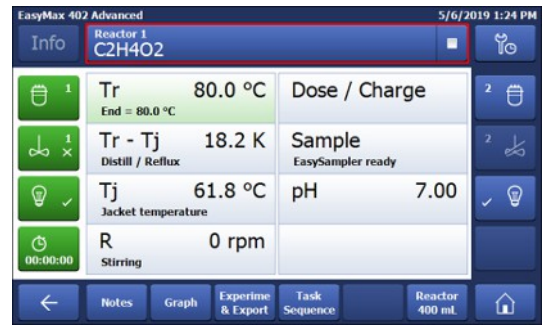 EasyMax 402 Advanced 5/6/2019 1:24 PM
Info
Reactor 1
C2H4O2
1
Tr 80.0 °C
End = 80.0 °C
Dose / Charge
2
1
Tr - Tj 18.2 K
Distill / Reflux
Sample
EasySampler ready
2
Tj 61.8 °C
Jacket temperature
pH 7.00
00:00:00
R 0 rpm
Stirring
Notes
Graph
Experime
& Export
Task
Sequence
Reactor
400 mL